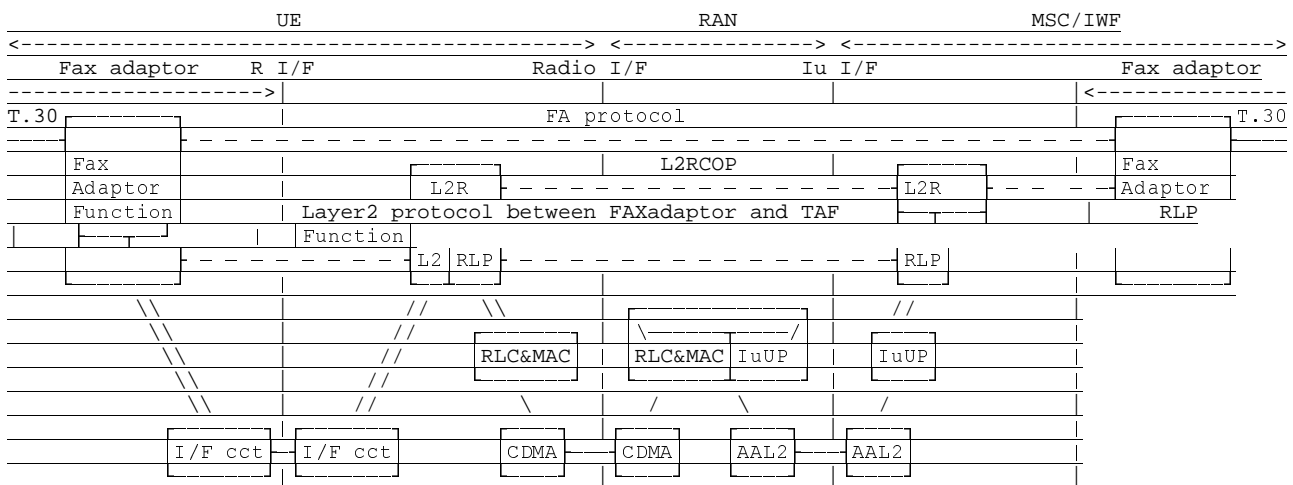 UE RAN MSC/IWF
<--------------------------------------------> <----------------> <---------------------------------->
Fax adaptor R I/F Radio I/F Iu I/F Fax adaptor
-------------------->| | | |<---------------
T.30 FA protocol T.30
Fax L2RCOP Fax
Adaptor L2R L2R Adaptor
Function Layer2 protocol between FAXadaptor and TAF | RLP
| | Function
L2 RLP RLP
\\ // \\ //
\\ // \ /
\\ // RLC&MAC RLC&MAC IuUP IuUP
\\ //
\\ // \ / \ /
I/F cct I/F cct CDMA CDMA AAL2 AAL2